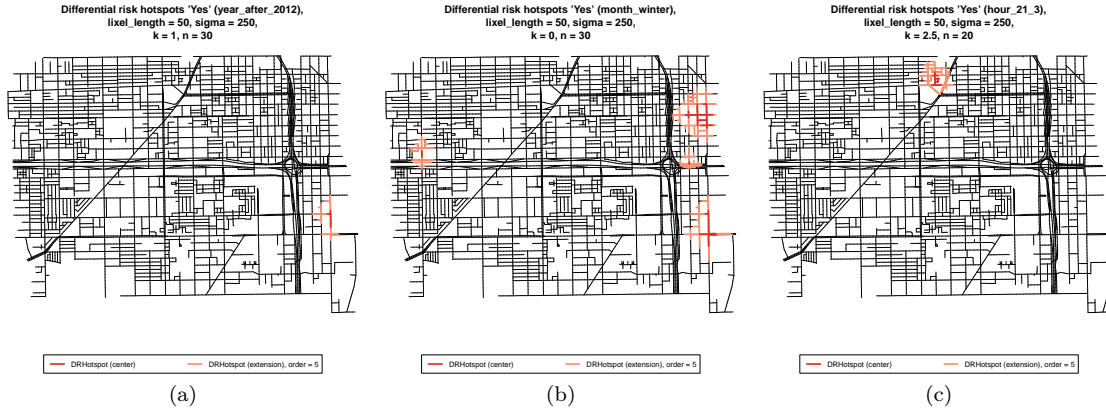 Differential risk hotspots 'Yes' (year_after_2012),
lixel_length = 50, sigma = 250,
k = 1, n = 30
DRHotspot (center) DRHotspot (extension), order = 5
(a)
Differential risk hotspots 'Yes' (month_winter),
lixel_length = 50, sigma = 250,
k = 0, n = 30
DRHotspot (center) DRHotspot (extension), order = 5
(b)
Differential risk hotspots 'Yes' (hour_21_3),
lixel_length = 50, sigma = 250,
k = 2.5, n = 20
DRHotspot (center) DRHotspot (extension), order = 5
(c)